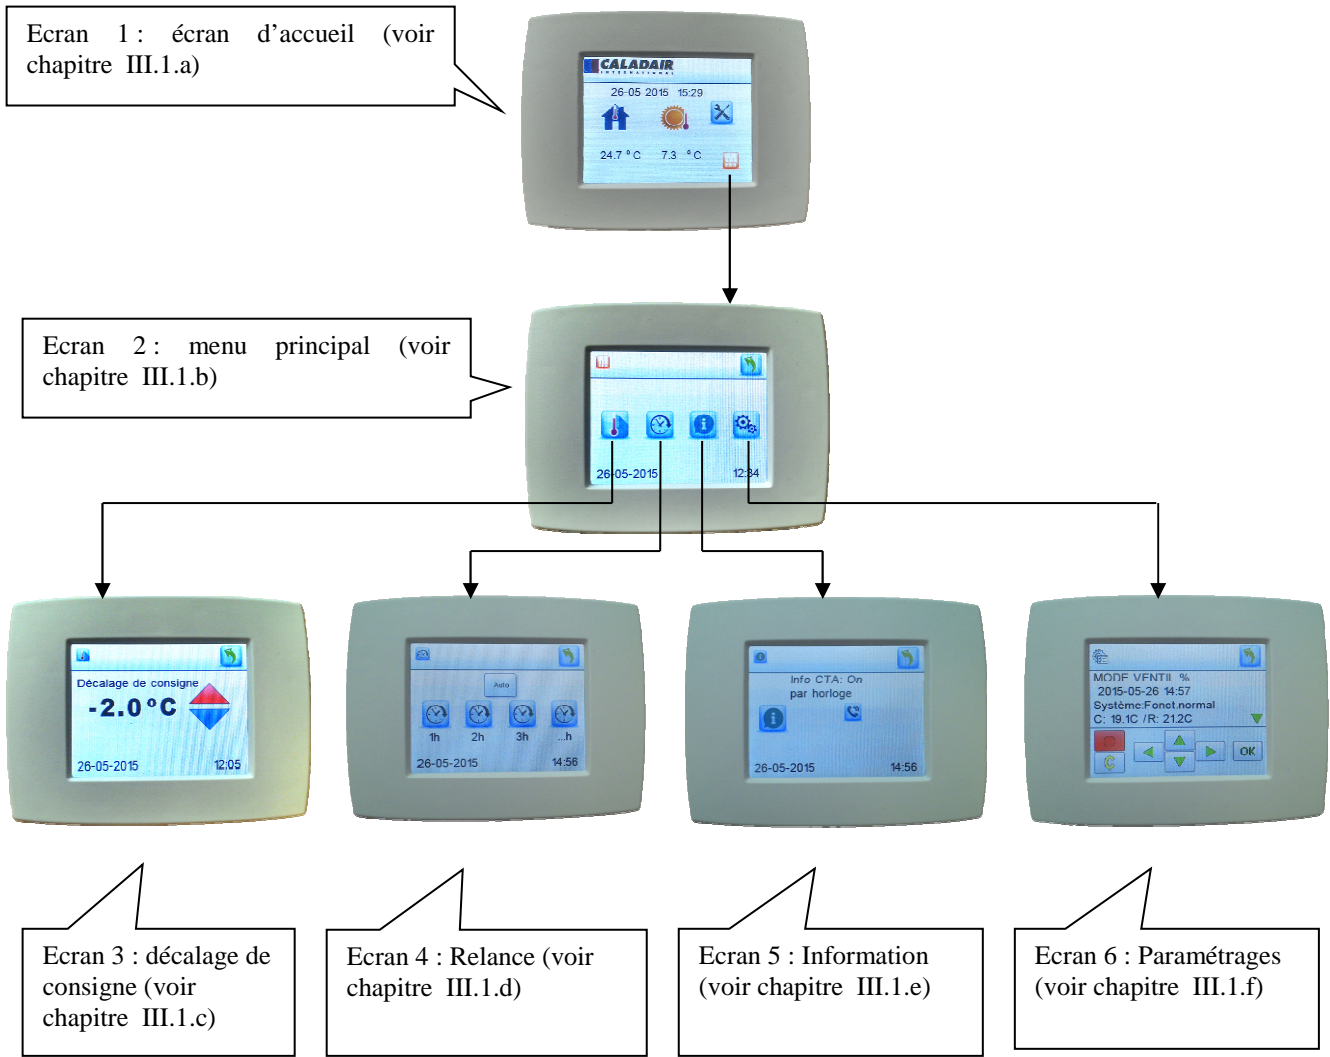 Ecran 1 : écran d’accueil (voir
chapitre III.1.a)
CALADAIR
INTERNATIONAL
26-05 2015 15:29
24.7 ° C 7.3 ° C
Ecran 2 : menu principal (voir
chapitre III.1.b)
26-05-2015 12:34
Décalage de consigne
-2.0°C
26-05-2015 12:05
Auto
1h 2h 3h ...h
26-05-2015 14:56
Info CTA: On
par horloge
26-05-2015 14:56
MODE VENTIL %
2015-05-26 14:57
Système:Fonct.normal
C: 19.1C /R: 21.2C
C OK
Ecran 3 : décalage de
consigne (voir
chapitre III.1.c)
Ecran 4 : Relance (voir
chapitre III.1.d)
Ecran 5 : Information
(voir chapitre III.1.e)
Ecran 6 : Paramétrages
(voir chapitre III.1.f)